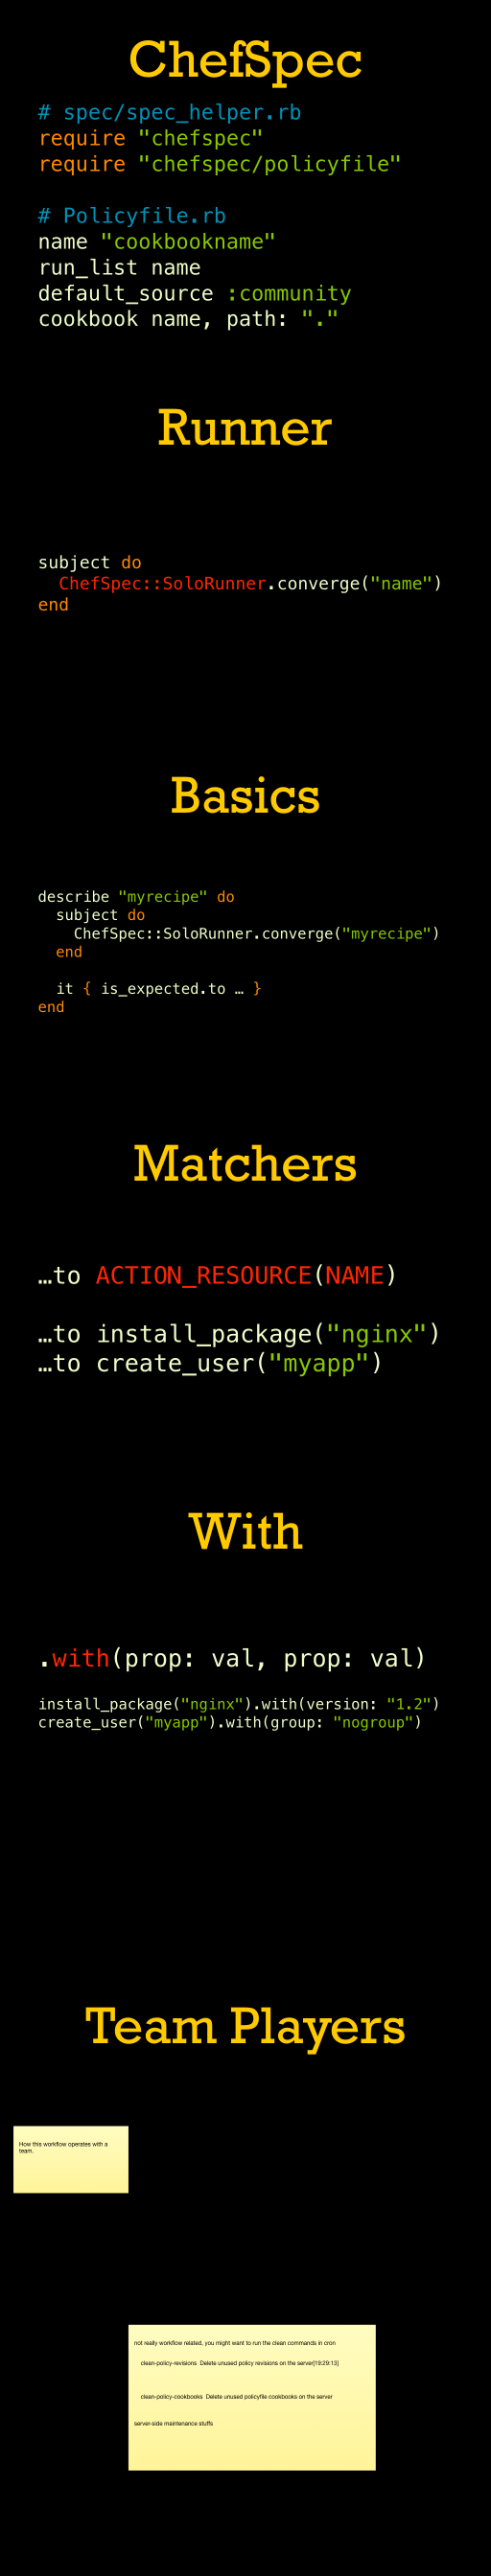 ChefSpec
# spec/spec_helper.rb
require "chefspec"
require "chefspec/policyfile"
# Policyfile.rb
name "cookbookname"
run_list name
default_source :community
cookbook name, path: "."
Runner
subject do
ChefSpec::SoloRunner.converge("name")
end
Basics
describe "myrecipe" do
subject do
ChefSpec::SoloRunner.converge("myrecipe")
end
it { is_expected.to … }
end
Matchers
…to ACTION_RESOURCE(NAME)
…to install_package("nginx")
…to create_user("myapp")
With
.with(prop: val, prop: val)
install_package("nginx").with(version: "1.2")
create_user("myapp").with(group: "nogroup")
Team Players
How this workflow operates with a
team.
not really workflow related, you might want to run the clean commands in cron
clean-policy-revisions Delete unused policy revisions on the server[19:29:13]
clean-policy-cookbooks Delete unused policyfile cookbooks on the server
server-side maintenance stuffs